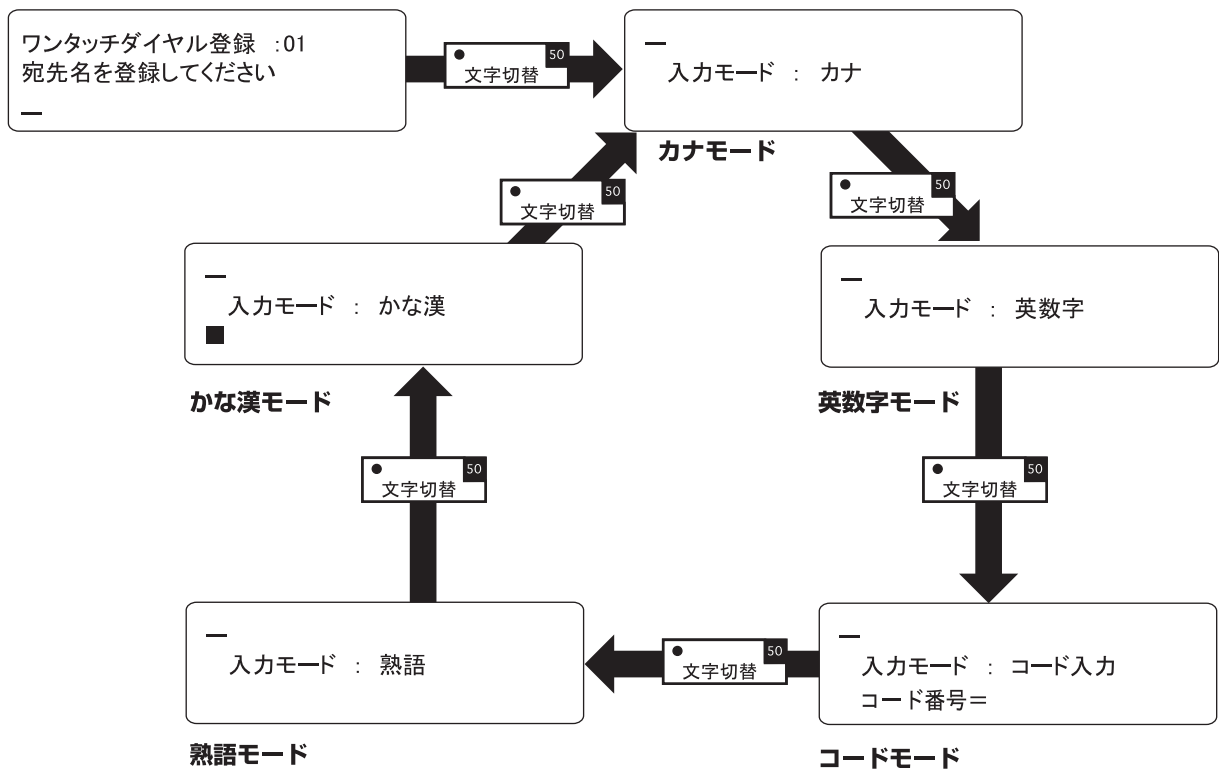 ワンタッチダイヤル登録 :01
宛先名を登録してください
50
文字切替
入力モード : カナ
カナモード
50
文字切替
50
文字切替
入力モード : かな漢
かな漢モード
入力モード : 英数字
英数字モード
50
文字切替
50
文字切替
入力モード : 熟語
熟語モード
50
文字切替
入力モード : コード入力
コード番号=
コードモード